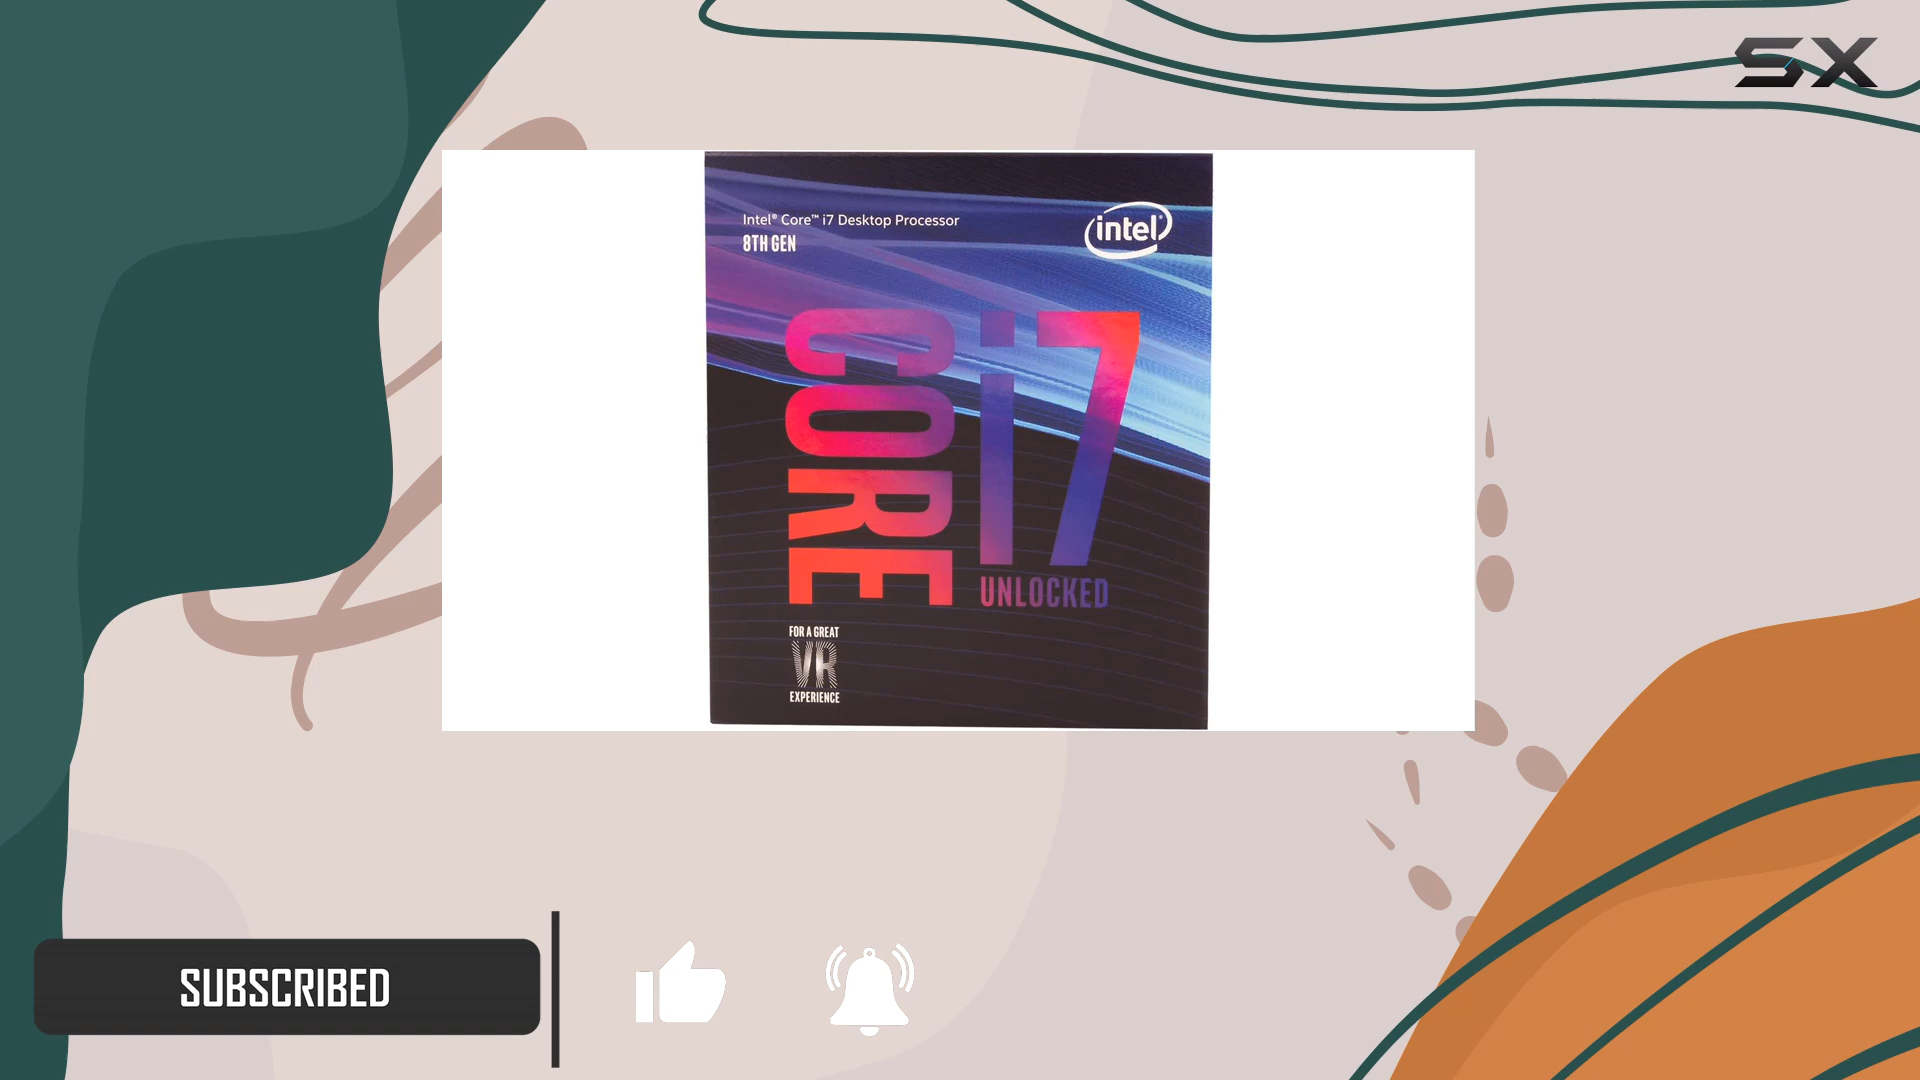 SX
Intel® Core™ i7 Desktop Processor
8TH GEN
intel®
CORE i7
UNLOCKED
FOR A GREAT
VR
EXPERIENCE
SUBSCRIBED